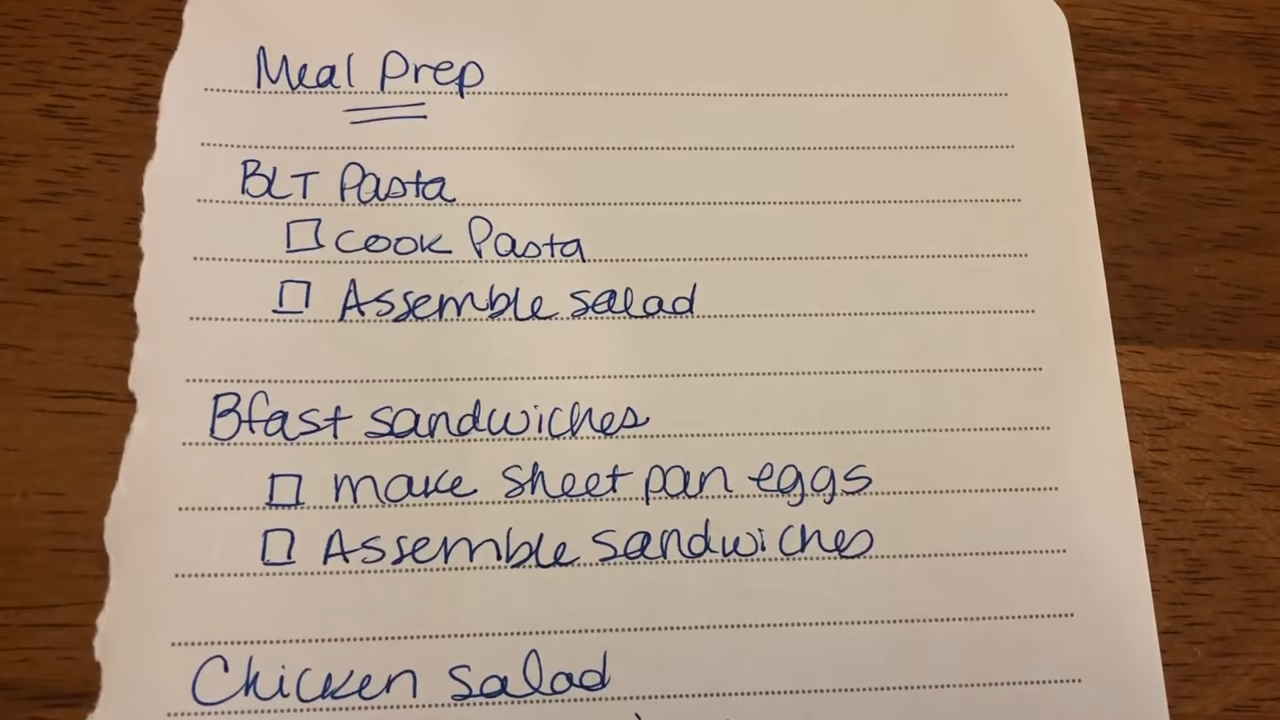 Meal Prep
BLT Pasta
☐ cook Pasta
☐ Assemble salad
Bfast sandwiches
☐ make sheet pan eggs
☐ Assemble sandwiches
Chicken salad